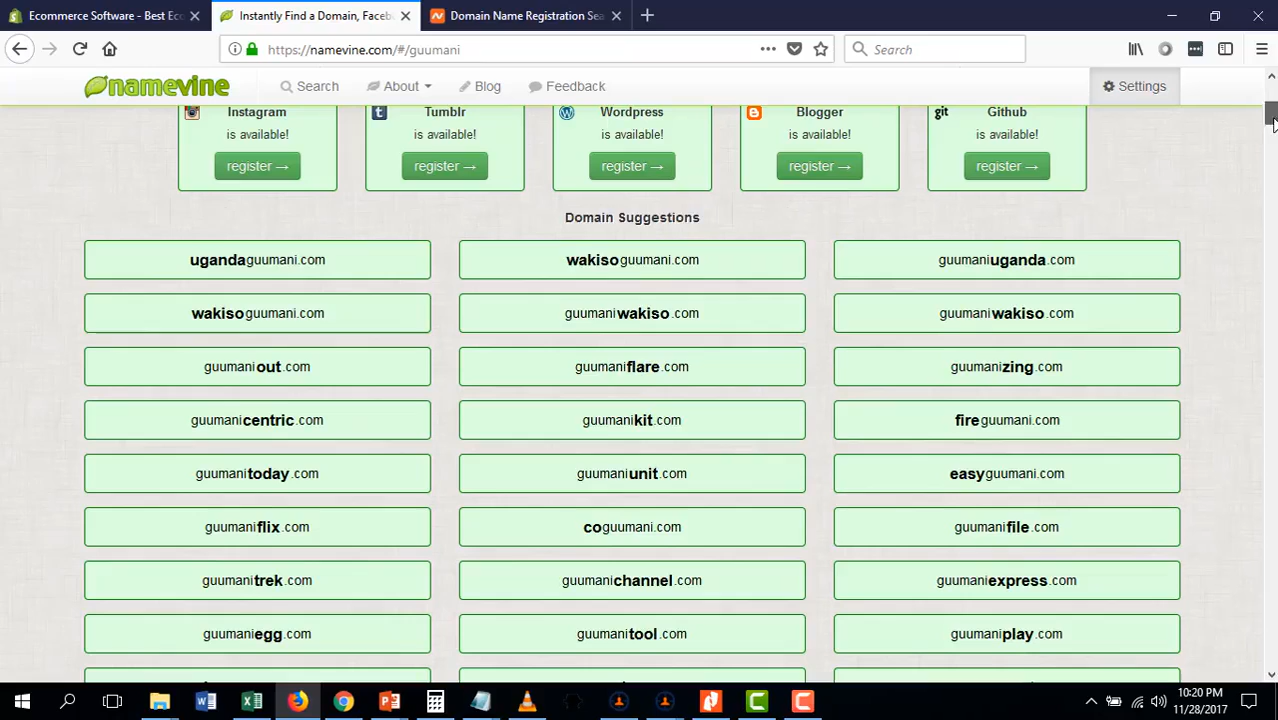 Ecommerce Software - Best Eco
Instantly Find a Domain, Faceb
Domain Name Registration Sea
https://namevine.com/#/guumani
Search
namevine
Search
About
Blog
Feedback
Settings
Instagram
is available!
register →
Tumblr
is available!
register →
Wordpress
is available!
register →
Blogger
is available!
register →
git
Github
is available!
register →
Domain Suggestions
ugandaguumani.com
wakisoguumani.com
guumaniuganda.com
wakisoguumani.com
guumaniwakiso.com
guumaniwakiso.com
guumaniout.com
guumaniflare.com
guumanizing.com
guumanicentric.com
guumanikit.com
fireguumani.com
guumanitoday.com
guumaniunit.com
easyguumani.com
guumaniflix.com
coguumani.com
guumanifile.com
guumanitrek.com
guumanichannel.com
guumaniexpress.com
guumaniegg.com
guumanitool.com
guumaniplay.com
10:20 PM
11/28/2017